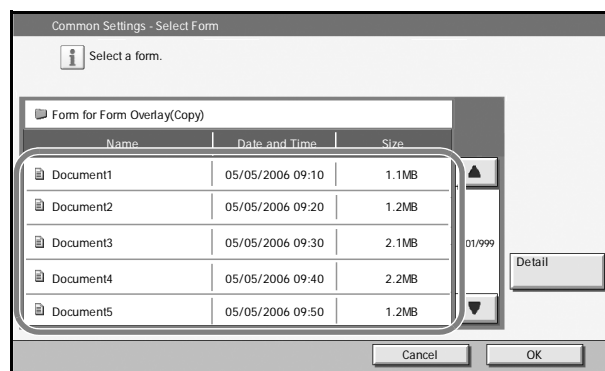 Common Settings - Select Form
Select a form.
Form for Form Overlay(Copy)
Name Date and Time Size
Document1 05/05/2006 09:10 1.1MB
Document2 05/05/2006 09:20 1.2MB
Document3 05/05/2006 09:30 2.1MB
01/999
Detail
Document4 05/05/2006 09:40 2.2MB
Document5 05/05/2006 09:50 1.2MB
Cancel OK